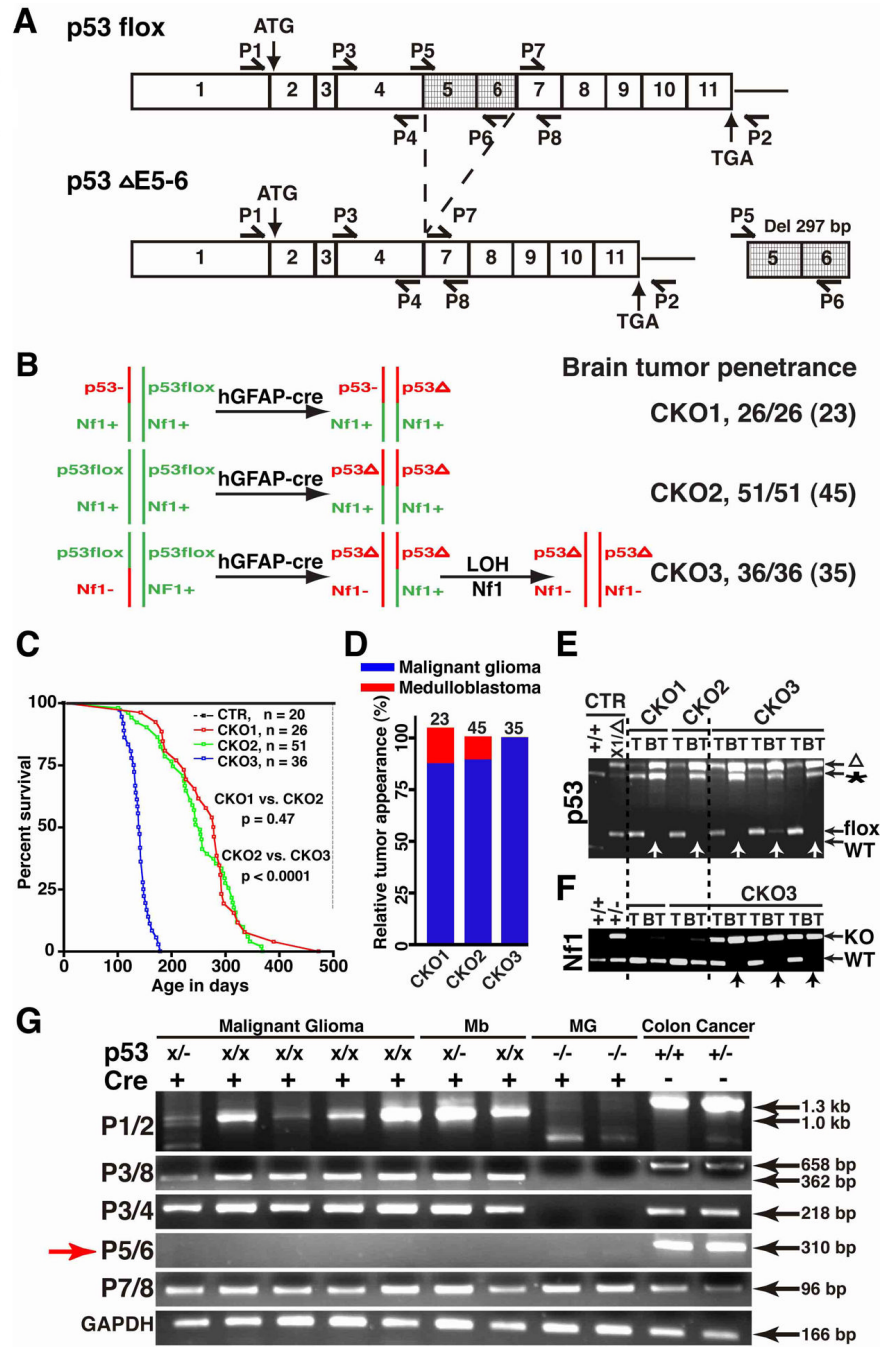 A
p53 flox
ATG
P1 P3 P5 P7
1 2 3 4 5 6 7 8 9 10 11
P4 P6 P8 P2
TGA
p53 △E5-6
ATG
P1 P3 P7 P5
Del 297 bp
1 2 3 4 7 8 9 10 11 5 6
P4 P8 P2 P6
TGA
B
Brain tumor penetrance
p53- p53flox hGFAP-cre p53- p53Δ
Nf1+ Nf1+ Nf1+ Nf1+
CKO1, 26/26 (23)
p53flox p53flox hGFAP-cre p53Δ p53Δ
Nf1+ Nf1+ Nf1+ Nf1+
CKO2, 51/51 (45)
p53flox p53flox hGFAP-cre p53Δ p53Δ LOH p53Δ p53Δ
Nf1- NF1+ Nf1- Nf1+ Nf1 Nf1- Nf1-
CKO3, 36/36 (35)
C
Percent survival
100
75
50
25
0
0 100 200 300 400 500
Age in days
CTR, n = 20
CKO1, n = 26
CKO2, n = 51
CKO3, n = 36
CKO1 vs. CKO2
p = 0.47
CKO2 vs. CKO3
p < 0.0001
D
Malignant glioma
Medulloblastoma
Relative tumor appearance (%)
100
75
50
25
0
23 45 35
CKO1 CKO2 CKO3
E
CTR CKO1 CKO2 CKO3
+/+ X1/Δ T BT T BT T BT T BT T BT
p53
Δ
★
flox
WT
F
CKO3
+/+ +/- T BT T BT T BT T BT T BT
Nf1
KO
WT
G
Malignant Glioma Mb MG Colon Cancer
p53 x/- x/x x/x x/x x/x x/- x/x -/- -/- +/+ +/-
Cre + + + + + + + + + - -
P1/2
1.3 kb
1.0 kb
P3/8
658 bp
362 bp
P3/4
218 bp
P5/6
310 bp
P7/8
96 bp
GAPDH
166 bp